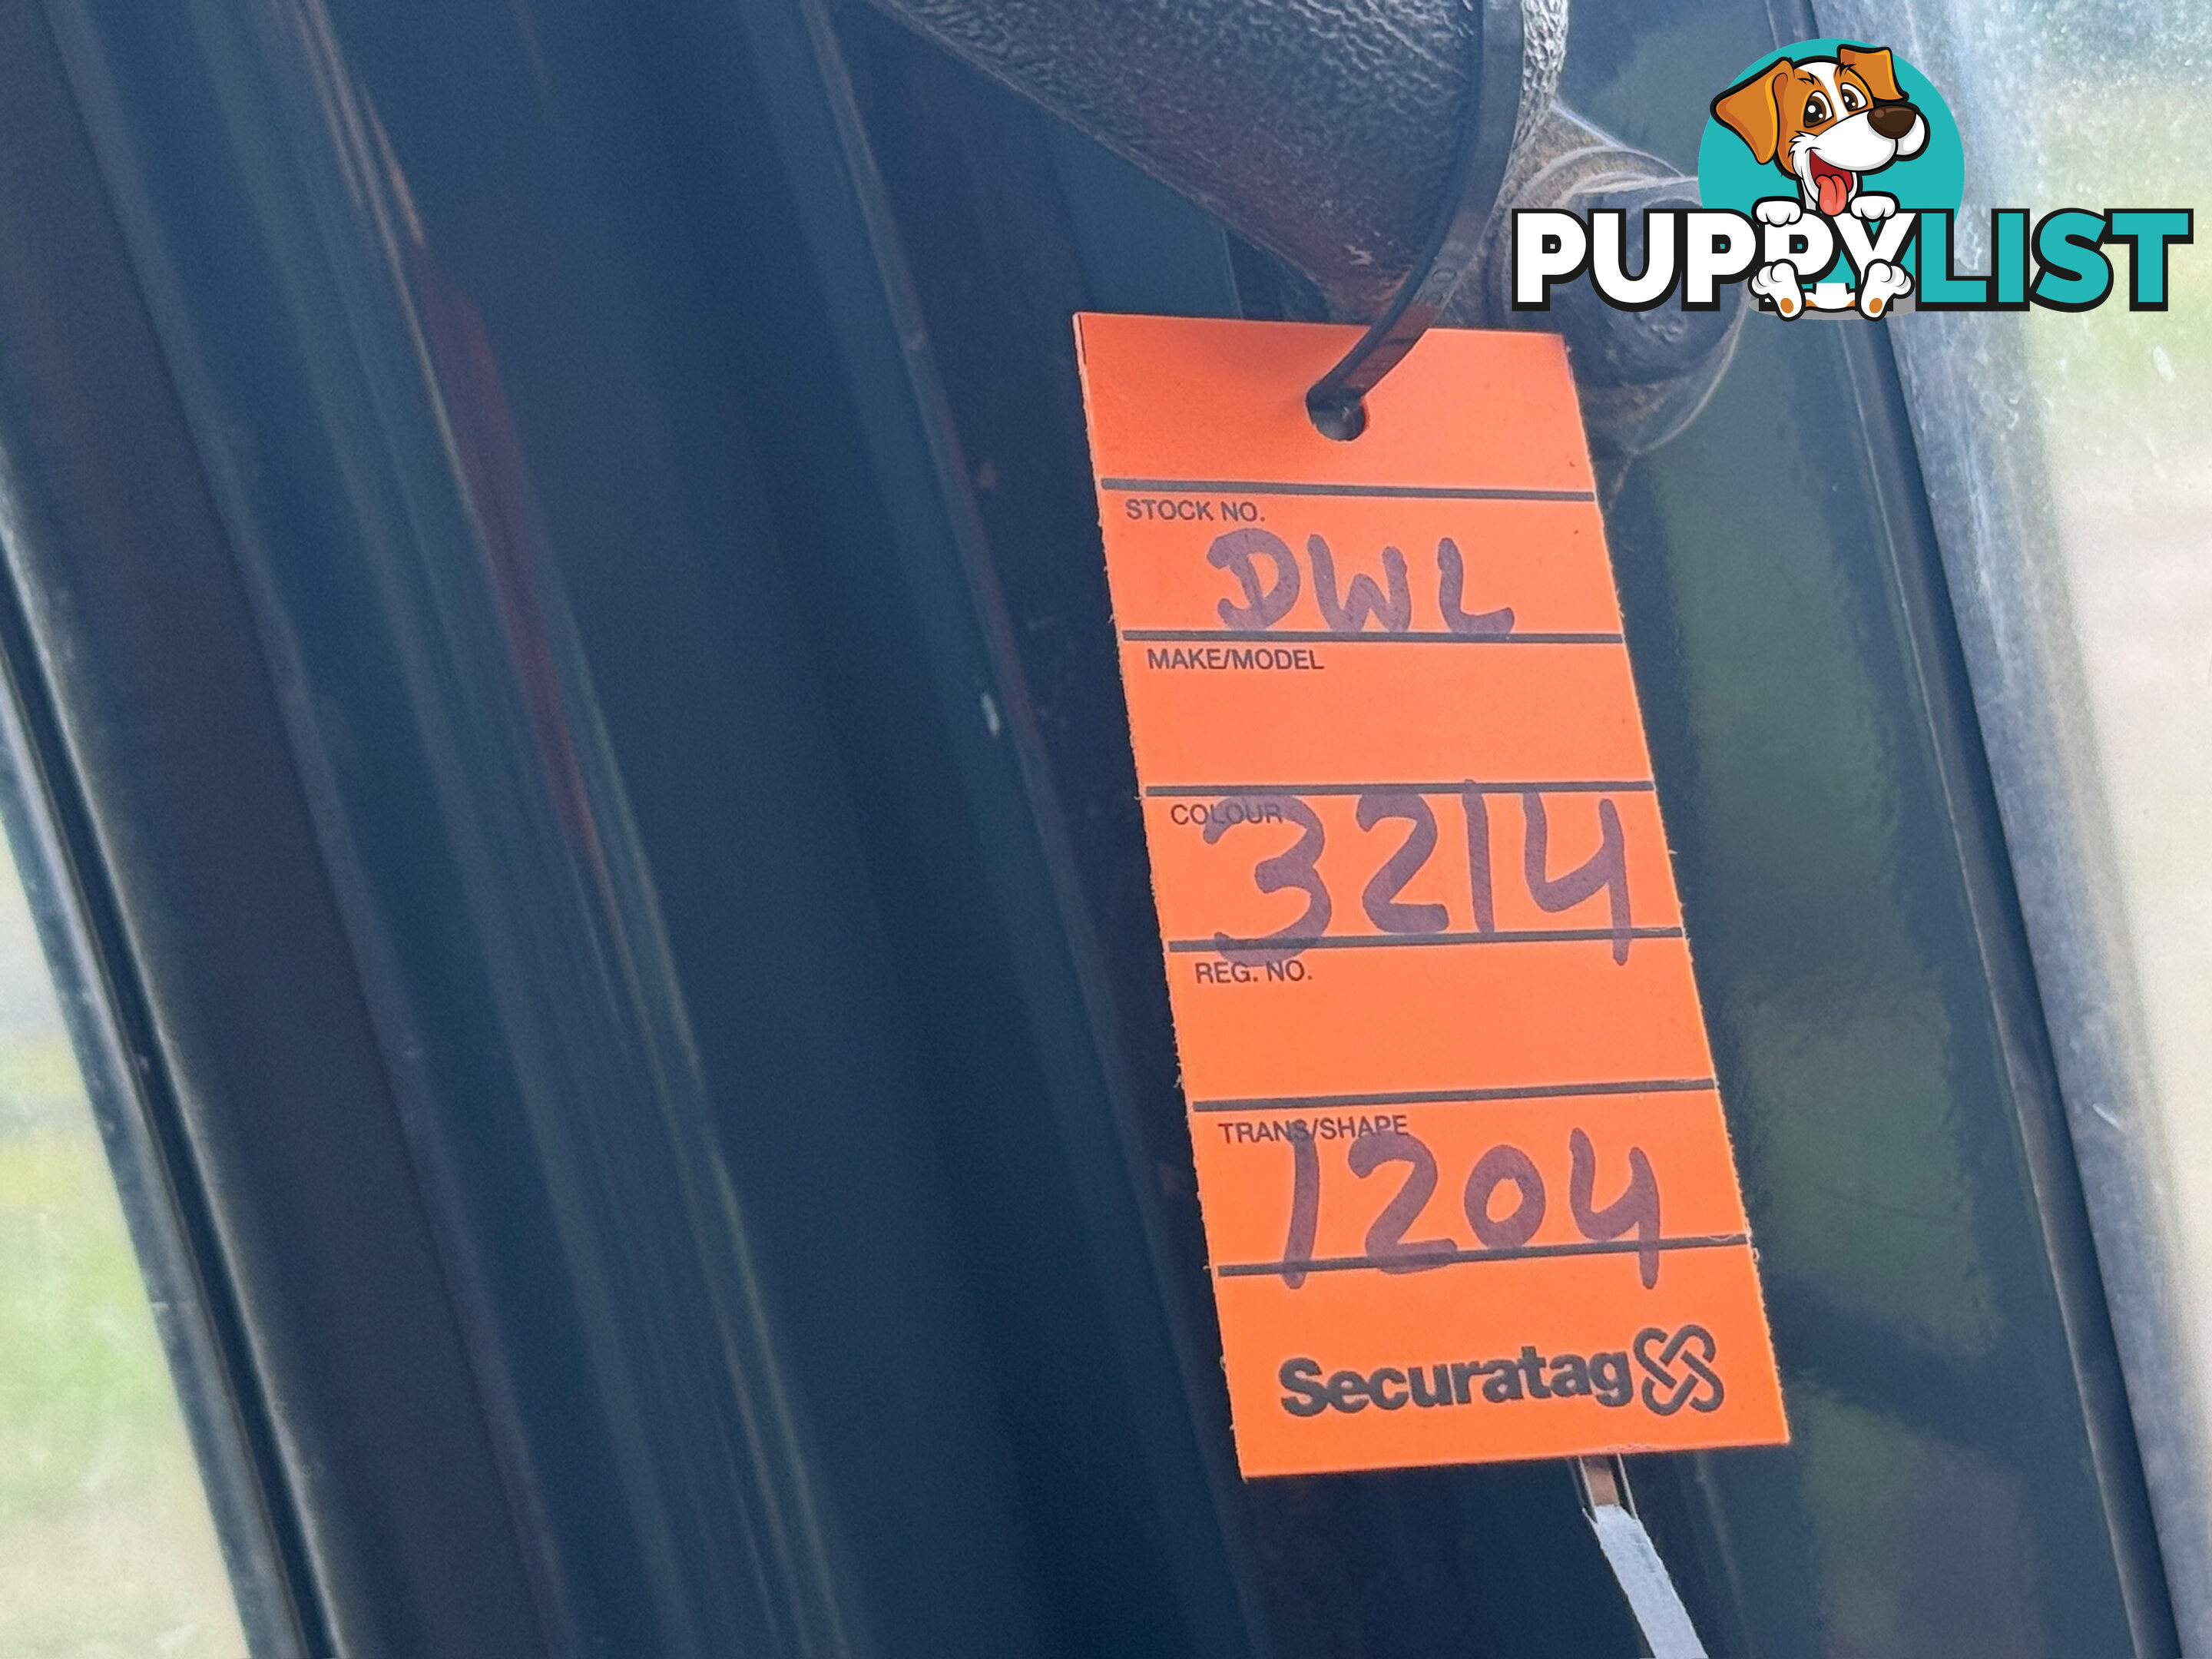 PUPPYLIST
STOCK NO.
DWL
MAKE/MODEL
COLOUR
3214
REG. NO.
TRANS/SHAPE
1204
Securatag